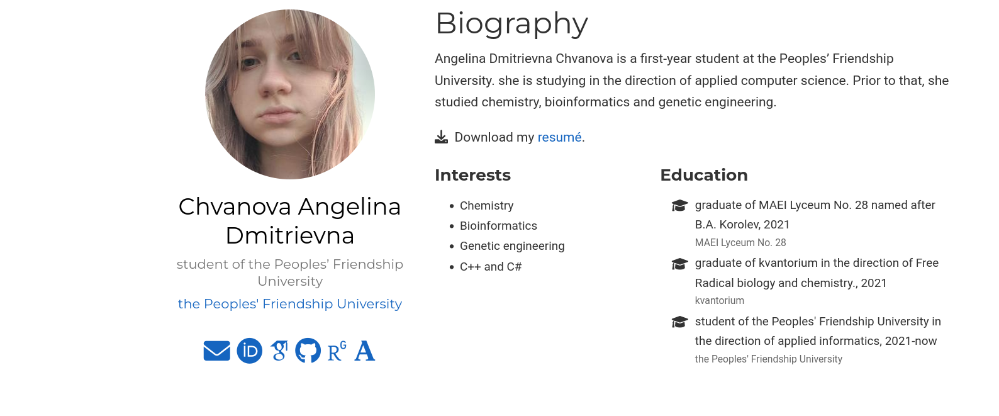 Biography
Angelina Dmitrievna Chvanova is a first-year student at the Peoples’ Friendship
University. she is studying in the direction of applied computer science. Prior to that, she
studied chemistry, bioinformatics and genetic engineering.
Download my resumé.
Chvanova Angelina
Dmitrievna
student of the Peoples’ Friendship
University
the Peoples' Friendship University
iD
RG
A
Interests
Chemistry
Bioinformatics
Genetic engineering
C++ and C#
Education
graduate of MAEI Lyceum No. 28 named after
B.A. Korolev, 2021
MAEI Lyceum No. 28
graduate of kvantorium in the direction of Free
Radical biology and chemistry., 2021
kvantorium
student of the Peoples' Friendship University in
the direction of applied informatics, 2021-now
the Peoples' Friendship University